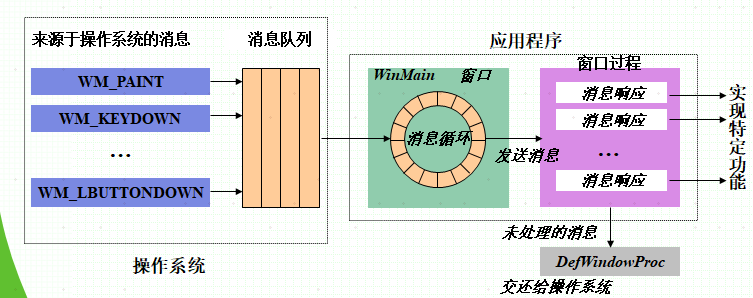 来源于操作系统的消息
消息队列
WM_PAINT
WM_KEYDOWN
...
WM_LBUTTONDOWN
操作系统
应用程序
WinMain 窗口
消息循环
发送消息
窗口过程
消息响应
消息响应
...
消息响应
实现特定功能
未处理的消息
DefWindowProc
交还给操作系统